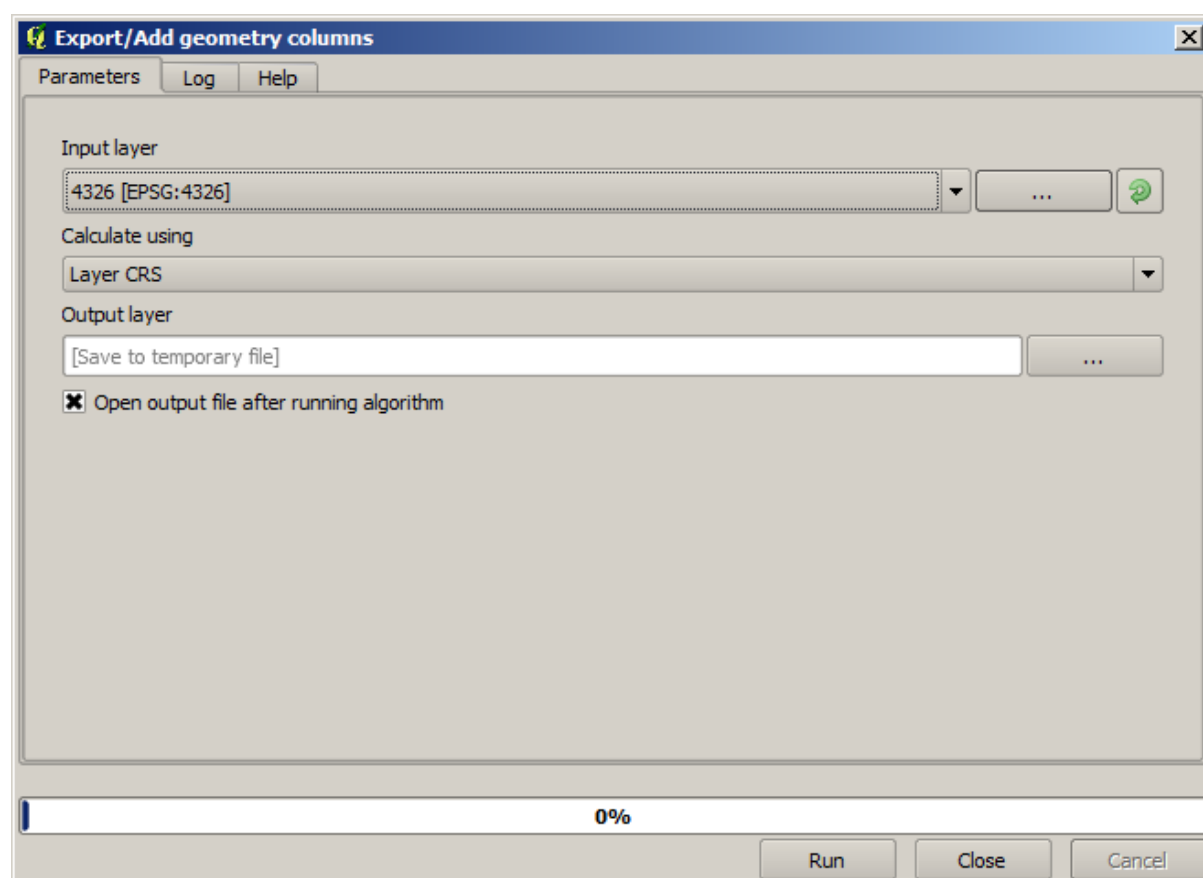 Export/Add geometry columns
Parameters Log Help
Input layer
4326 [EPSG:4326]
...
Calculate using
Layer CRS
Output layer
[Save to temporary file]
...
Open output file after running algorithm
0%
Run Close Cancel